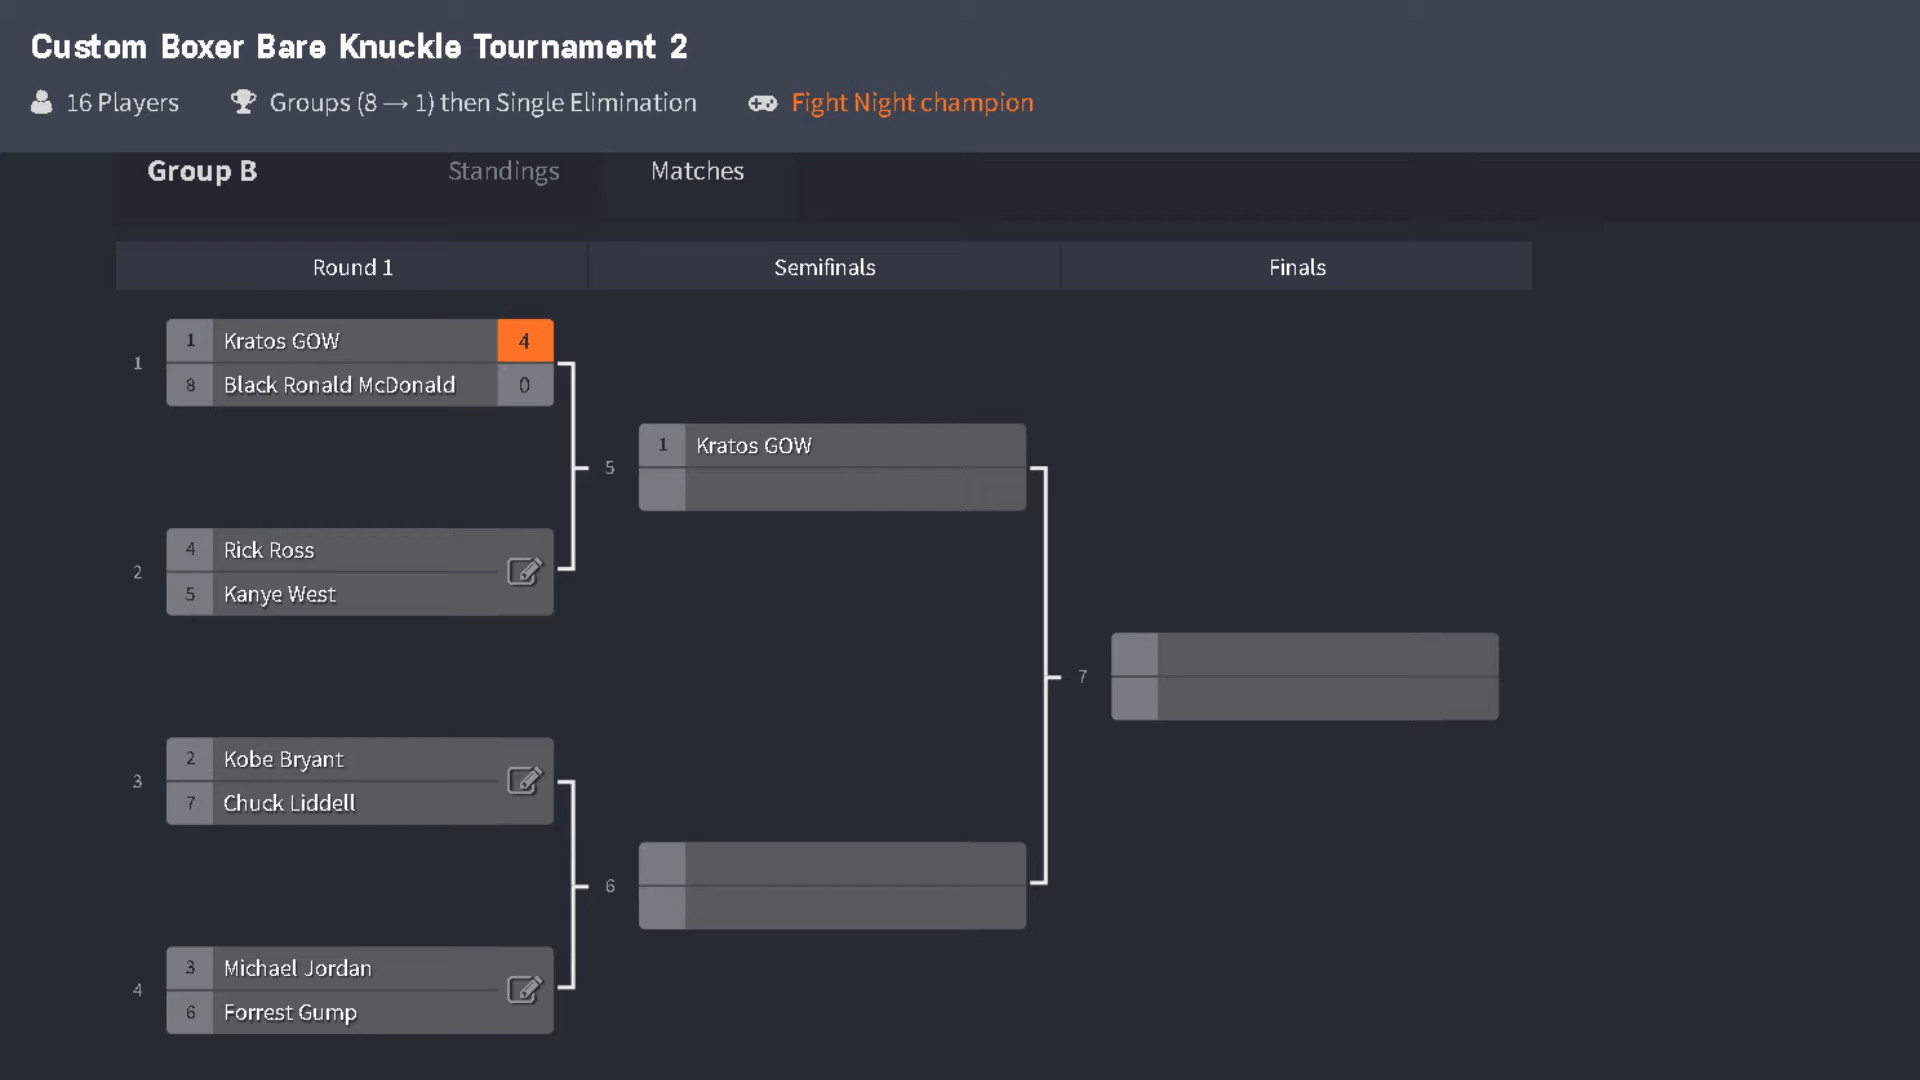 Custom Boxer Bare Knuckle Tournament 2
16 Players Groups (8 → 1) then Single Elimination Fight Night champion
Group B Standings Matches
Round 1 Semifinals Finals
1
1 Kratos GOW 4
8 Black Ronald McDonald 0
5
1 Kratos GOW
2
4 Rick Ross
5 Kanye West
7
3
2 Kobe Bryant
7 Chuck Liddell
6
4
3 Michael Jordan
6 Forrest Gump